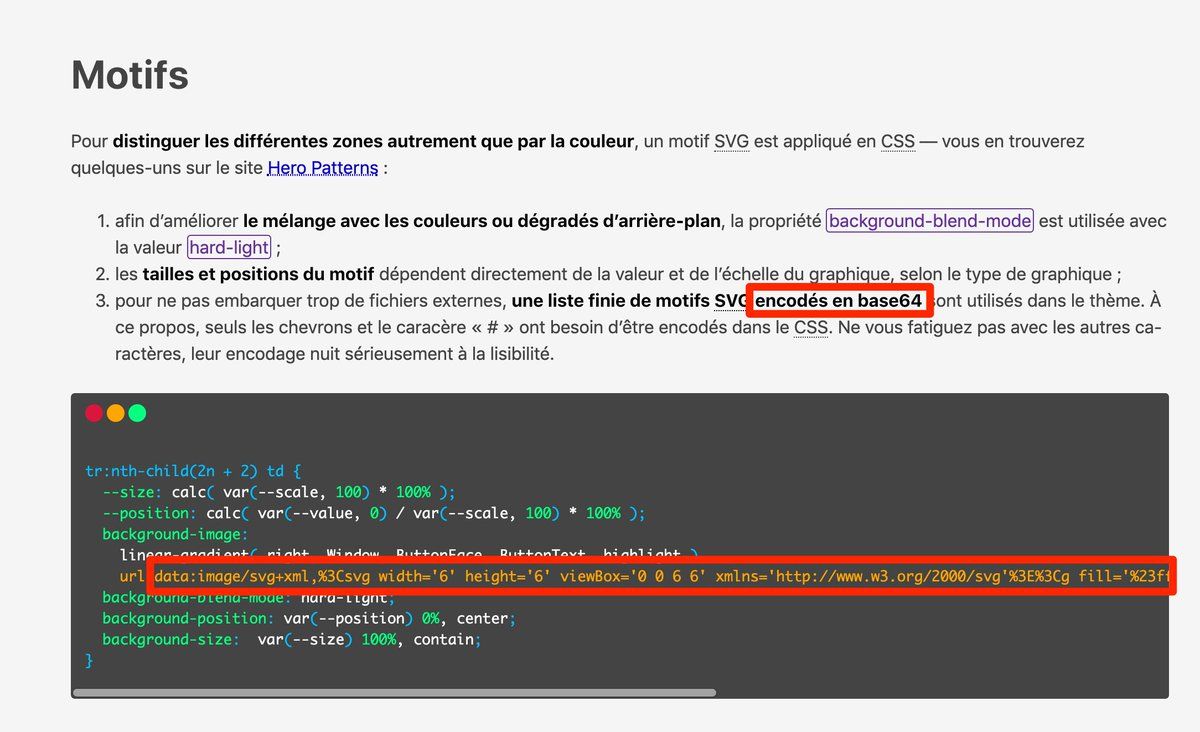 Motifs
Pour distinguer les différentes zones autrement que par la couleur, un motif SVG est appliqué en CSS — vous en trouverez
quelques-uns sur le site Hero Patterns :
1. afin d’améliorer le mélange avec les couleurs ou dégradés d’arrière-plan, la propriété background-blend-mode est utilisée avec
la valeur hard-light ;
2. les tailles et positions du motif dépendent directement de la valeur et de l’échelle du graphique, selon le type de graphique ;
3. pour ne pas embarquer trop de fichiers externes, une liste finie de motifs SVG encodés en base64 sont utilisés dans le thème. À
ce propos, seuls les chevrons et le caracère « # » ont besoin d’être encodés dans le CSS. Ne vous fatiguez pas avec les autres ca-
ractères, leur encodage nuit sérieusement à la lisibilité.
tr:nth-child(2n + 2) td {
--size: calc( var(--scale, 100) * 100% );
--position: calc( var(--value, 0) / var(--scale, 100) * 100% );
background-image:
linear-gradient( right, Window, ButtonFace, ButtonText, highlight )
url data:image/svg+xml,%3Csvg width='6' height='6' viewBox='0 0 6 6' xmlns='http://www.w3.org/2000/svg'%3E%3Cg fill='%23f
background-blend-mode: hard-light;
background-position: var(--position) 0%, center;
background-size: var(--size) 100%, contain;
}